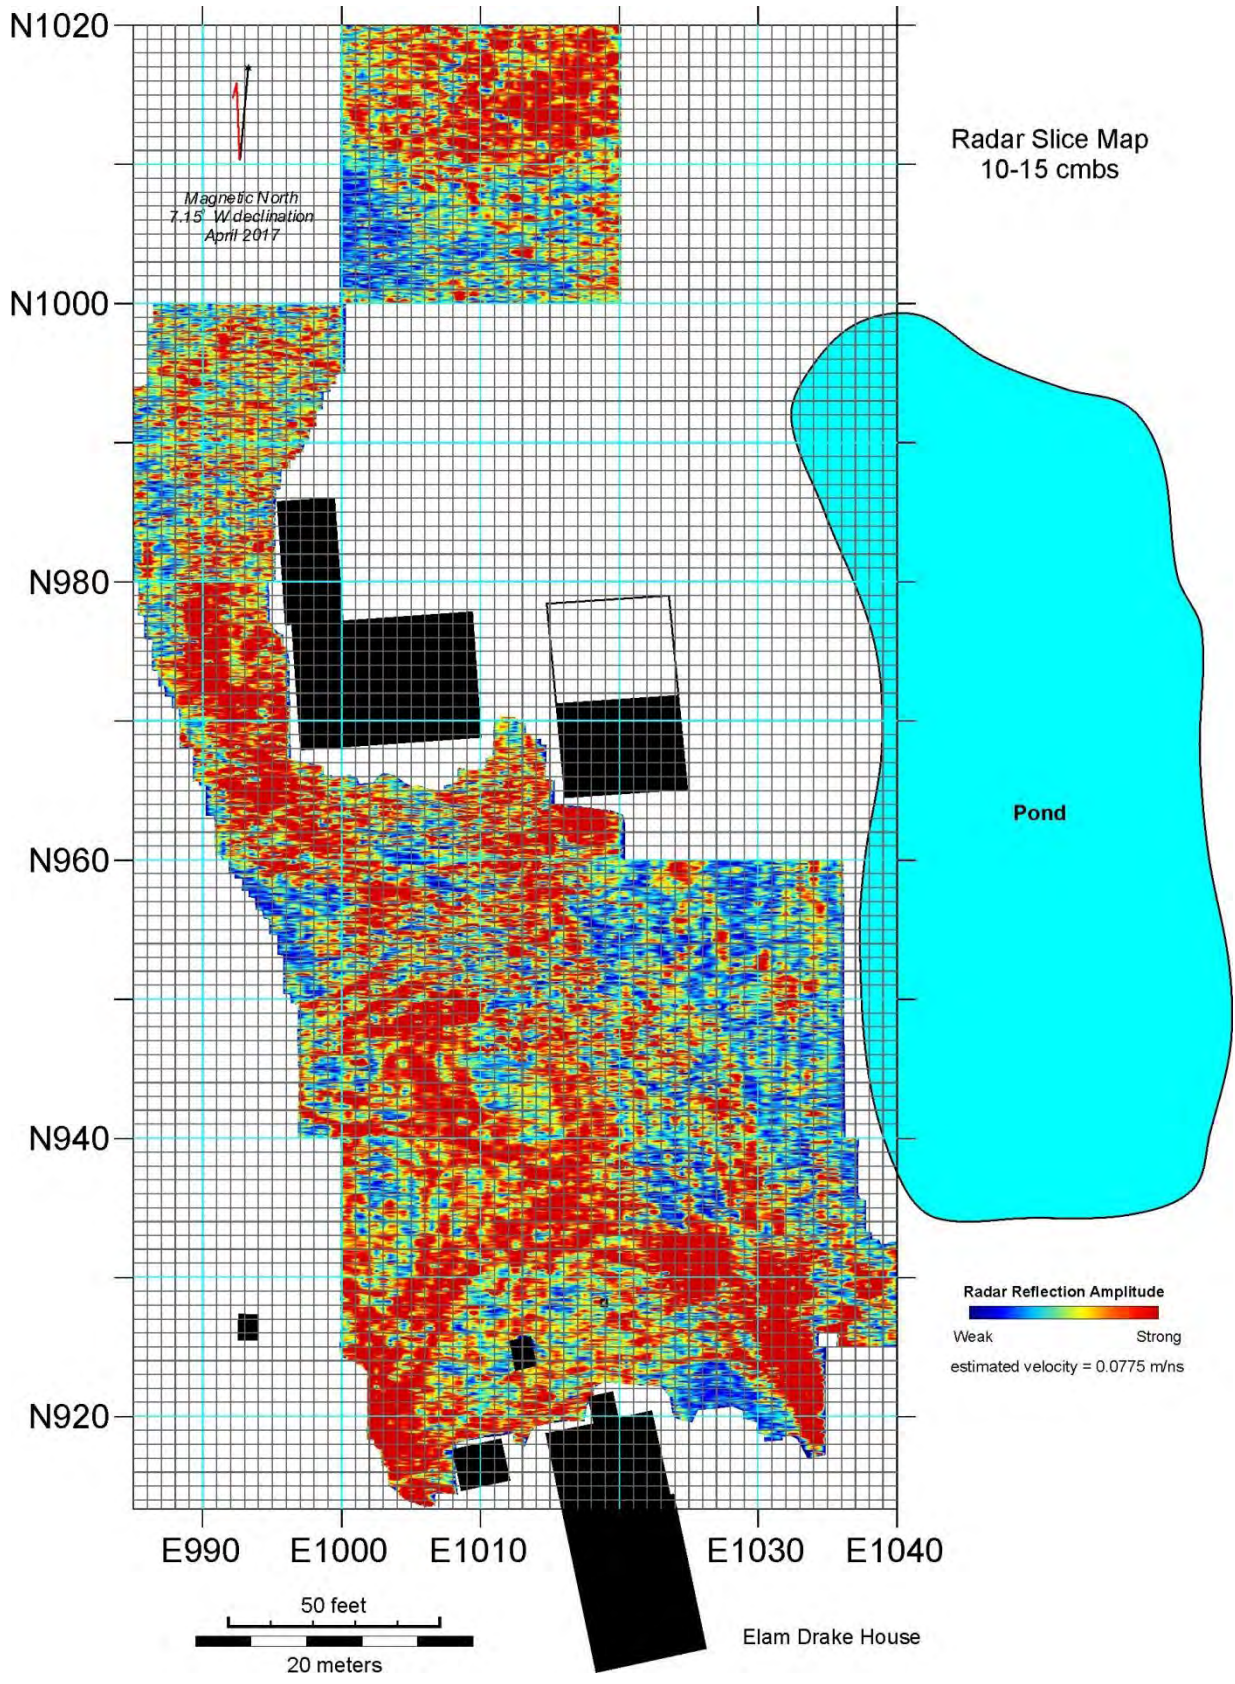 N1020
Radar Slice Map
10-15 cmbs
Magnetic North
7.15° W declination
April 2017
N1000
N980
Pond
N960
N940
Radar Reflection Amplitude
Weak Strong
estimated velocity = 0.0775 m/ns
N920
E990 E1000 E1010 E1030 E1040
50 feet
20 meters
Elam Drake House